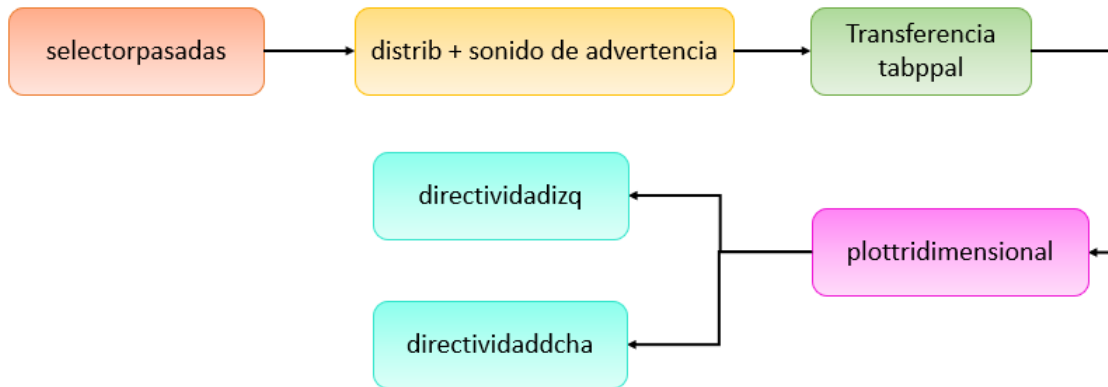 selectorpasadas
distrib + sonido de advertencia
Transferencia
tabppal
directividadizq
plottridimensional
directividaddcha